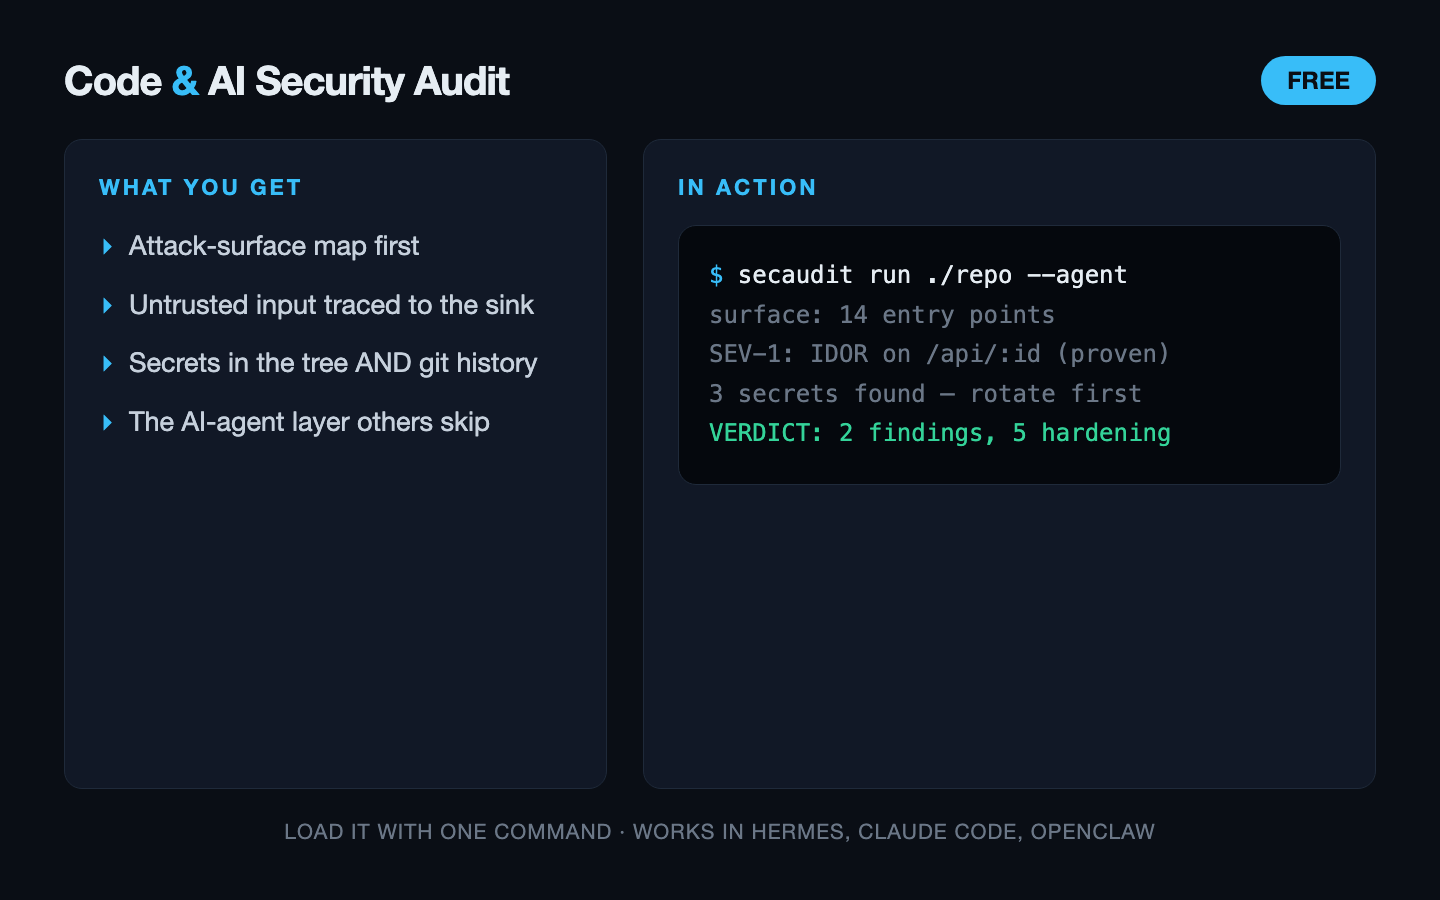 Code & AI Security Audit
FREE
WHAT YOU GET
Attack-surface map first
Untrusted input traced to the sink
Secrets in the tree AND git history
The AI-agent layer others skip
IN ACTION
$ secaudit run ./repo --agent
surface: 14 entry points
SEV-1: IDOR on /api/:id (proven)
3 secrets found — rotate first
VERDICT: 2 findings, 5 hardening
LOAD IT WITH ONE COMMAND · WORKS IN HERMES, CLAUDE CODE, OPENCLAW